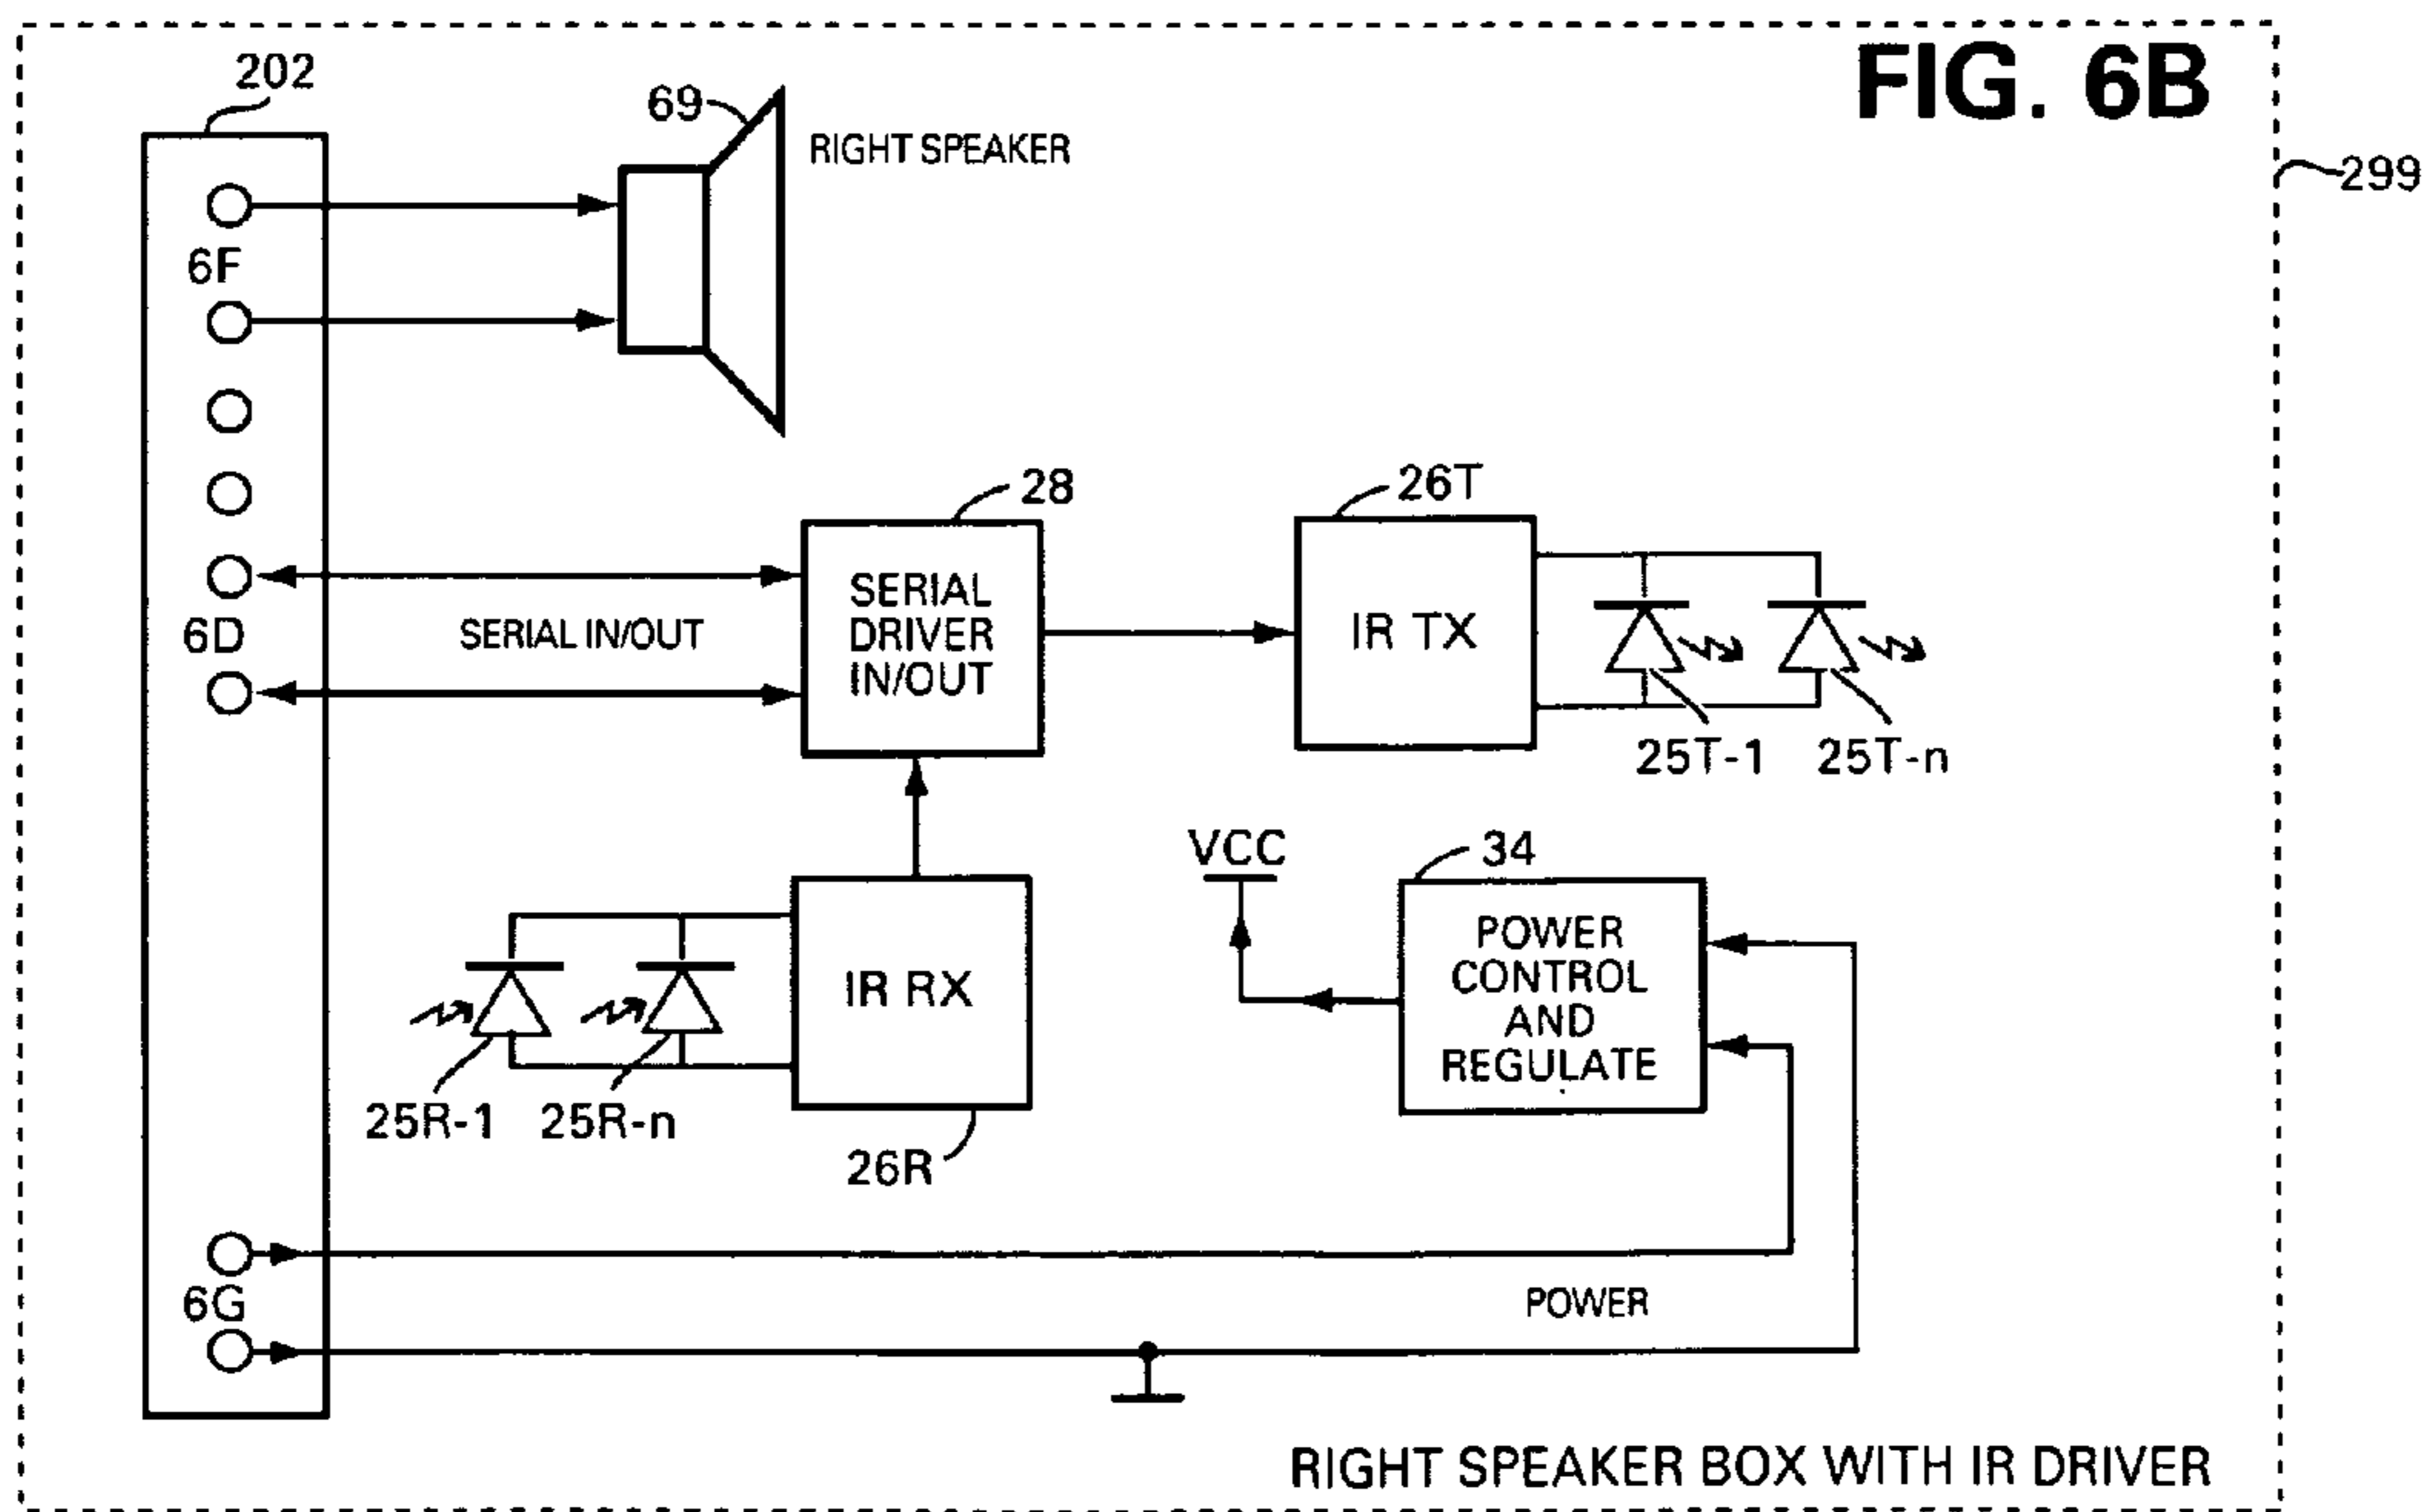 FIG. 6B
202
69
RIGHT SPEAKER
299
6F
28
26T
SERIAL
DRIVER
IN/OUT
IR TX
6D
SERIAL IN/OUT
25T-1
25T-n
VCC
34
POWER
CONTROL
AND
REGULATE
IR RX
25R-1
25R-n
26R
6G
POWER
RIGHT SPEAKER BOX WITH IR DRIVER